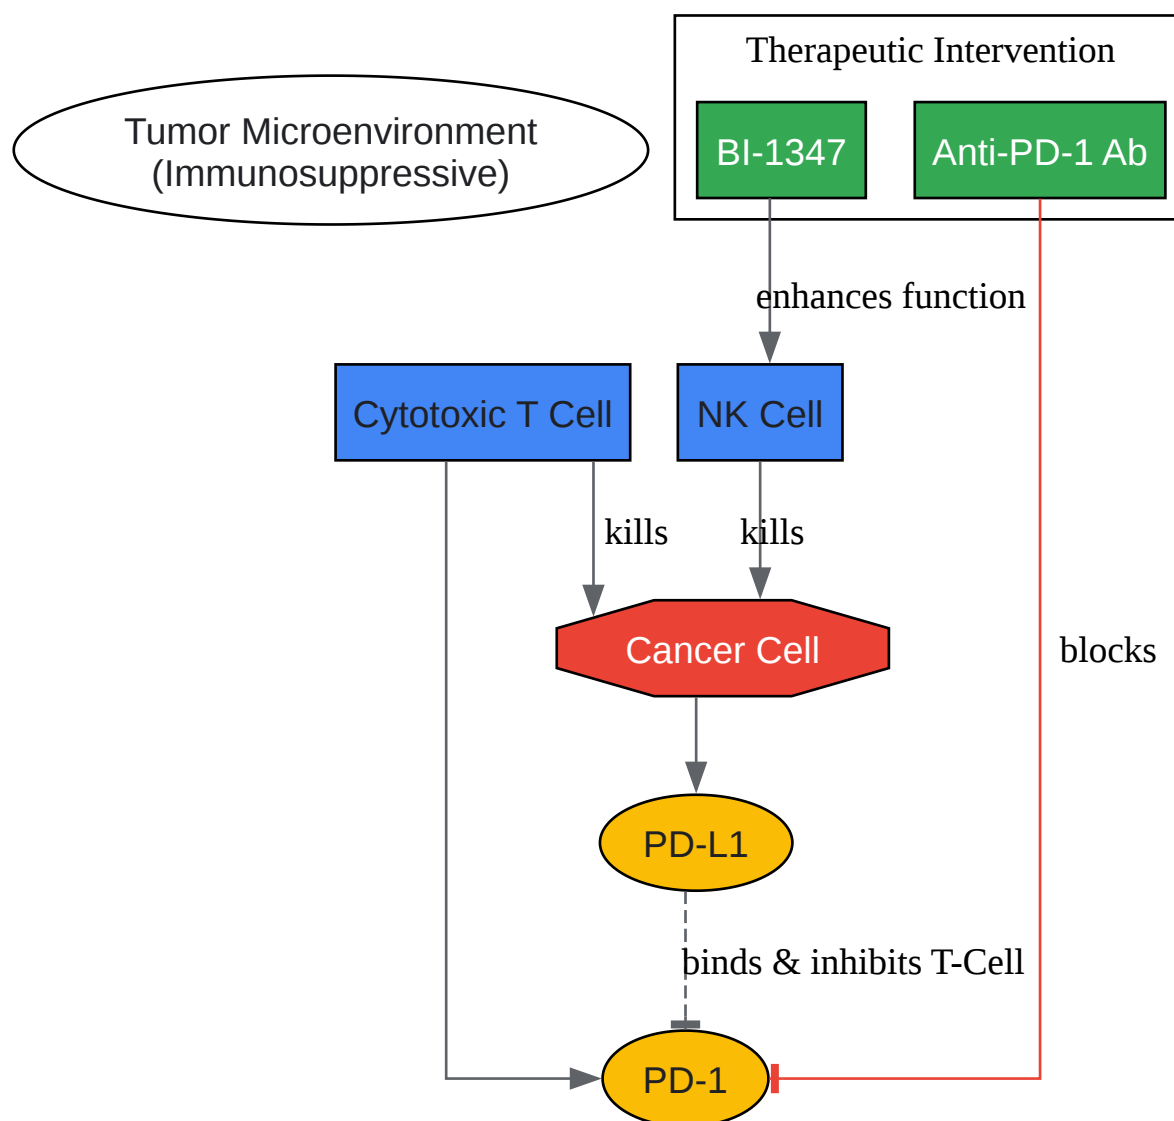 Therapeutic Intervention
Tumor Microenvironment
(Immunosuppressive)
BI-1347
Anti-PD-1 Ab
enhances function
Cytotoxic T Cell
NK Cell
kills
kills
Cancer Cell
blocks
PD-L1
binds & inhibits T-Cell
PD-1